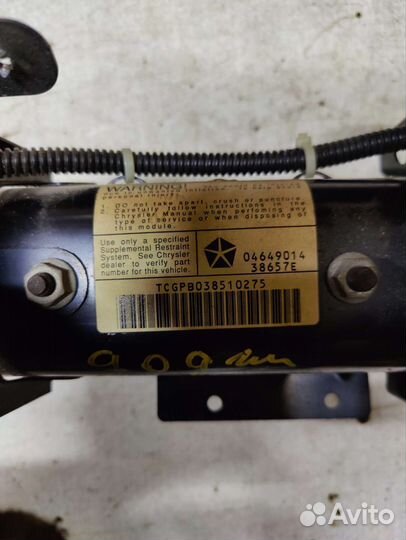 WARNING!
1. DO not take apart, crush or puncture.
Carefully follow instructions in the
Chrysler Manual when performing any
type of service or when disposing of
this module.
Use only a specified
Supplemental Restraint
System. See Chrysler
dealer to verify part
number for this vehicle.
04649014
38657E
TCGPB038510275
Avito